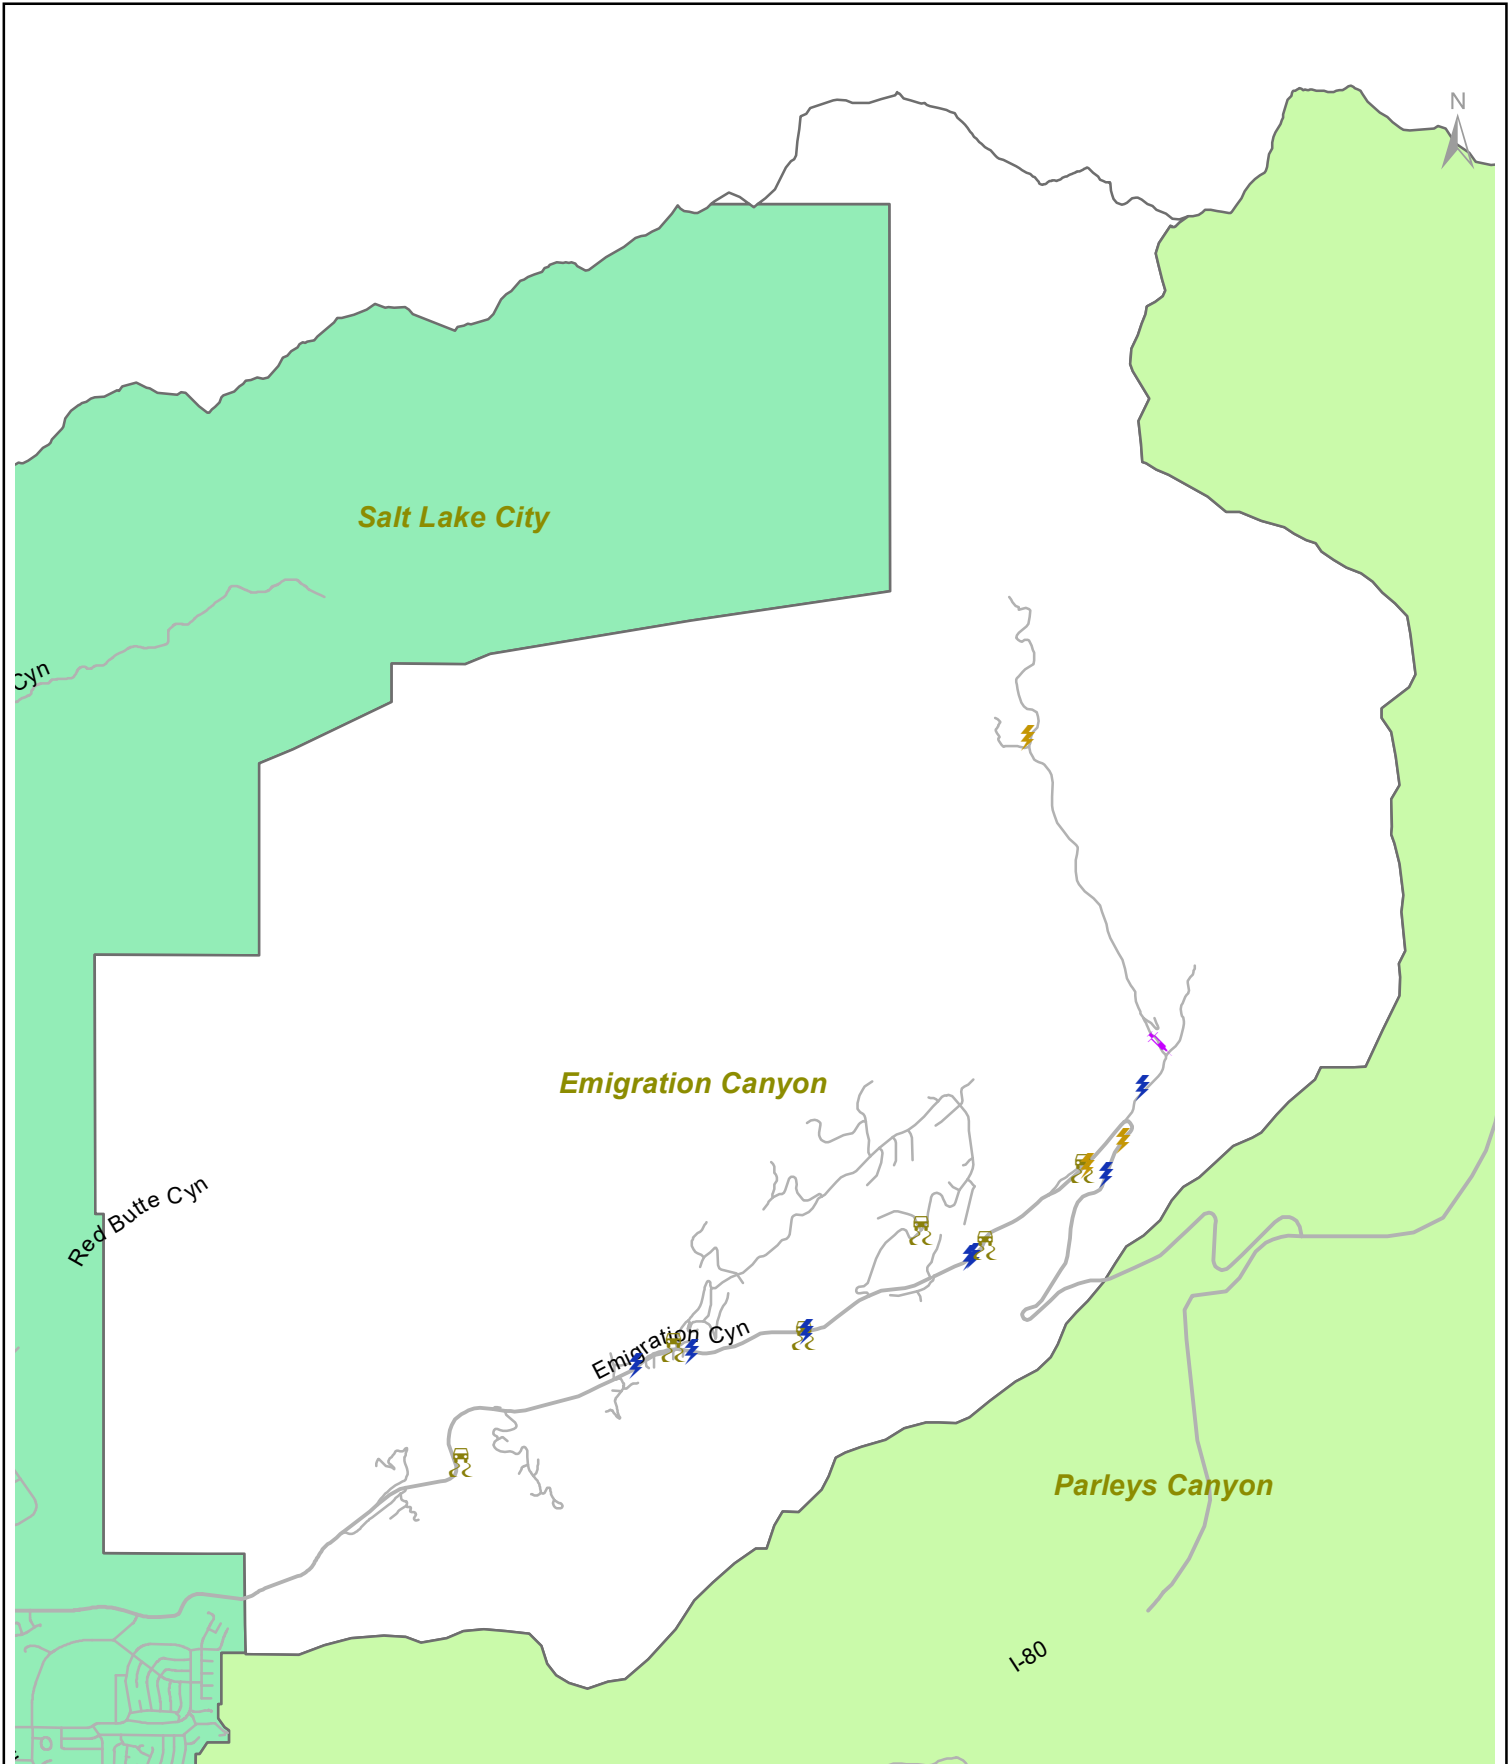 N
Salt Lake City
Cyn
Emigration Canyon
Red Butte Cyn
Emigration Cyn
Parleys Canyon
I-80